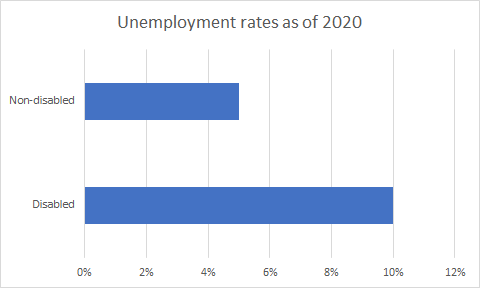 Unemployment rates as of 2020
Non-disabled
Disabled
0% 2% 4% 6% 8% 10% 12%